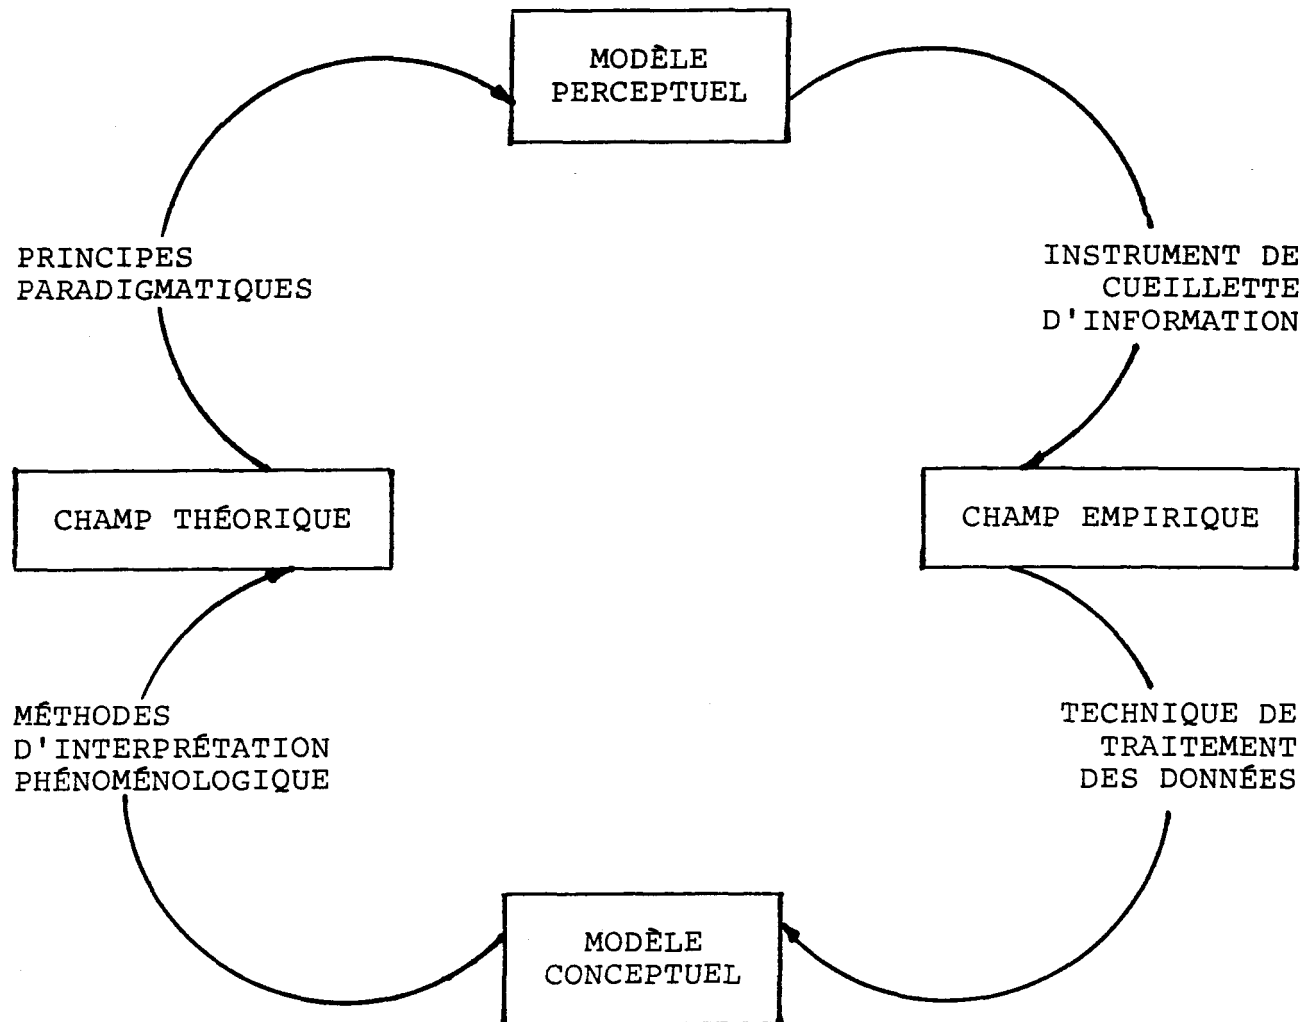 MODÈLE
PERCEPTUEL
PRINCIPES
PARADIGMATIQUES
INSTRUMENT DE
CUEILLETTE
D'INFORMATION
CHAMP THÉORIQUE
CHAMP EMPIRIQUE
MÉTHODES
D'INTERPRÉTATION
PHÉNOMÉNOLOGIQUE
TECHNIQUE DE
TRAITEMENT
DES DONNÉES
MODÈLE
CONCEPTUEL